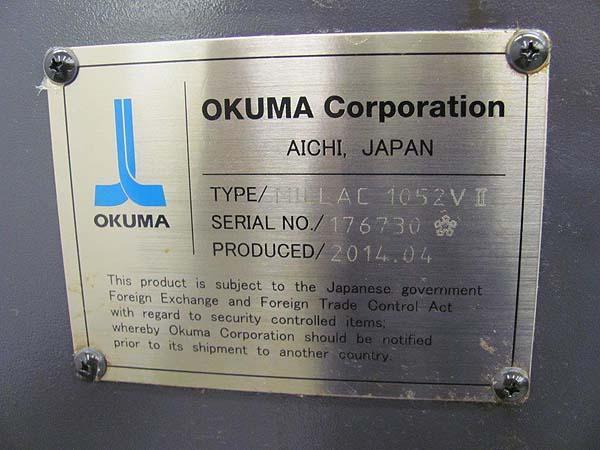 OKUMA
OKUMA Corporation
AICHI, JAPAN
TYPE/MILLAC 1052V II
SERIAL NO./176730
PRODUCED/2014.04
This product is subject to the Japanese government
Foreign Exchange and Foreign Trade Control Act
with regard to security controlled items;
whereby Okuma Corporation should be notified
prior to its shipment to another country.